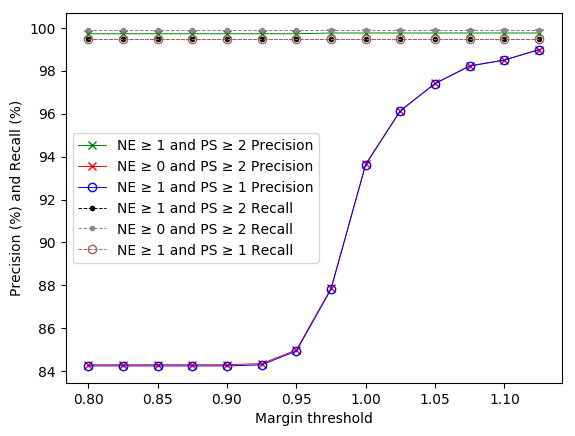 100
98
96
94
92
90
88
86
84
Precision (%) and Recall (%)
NE ≥ 1 and PS ≥ 2 Precision
NE ≥ 0 and PS ≥ 2 Precision
NE ≥ 1 and PS ≥ 1 Precision
NE ≥ 1 and PS ≥ 2 Recall
NE ≥ 0 and PS ≥ 2 Recall
NE ≥ 1 and PS ≥ 1 Recall
0.80 0.85 0.90 0.95 1.00 1.05 1.10
Margin threshold